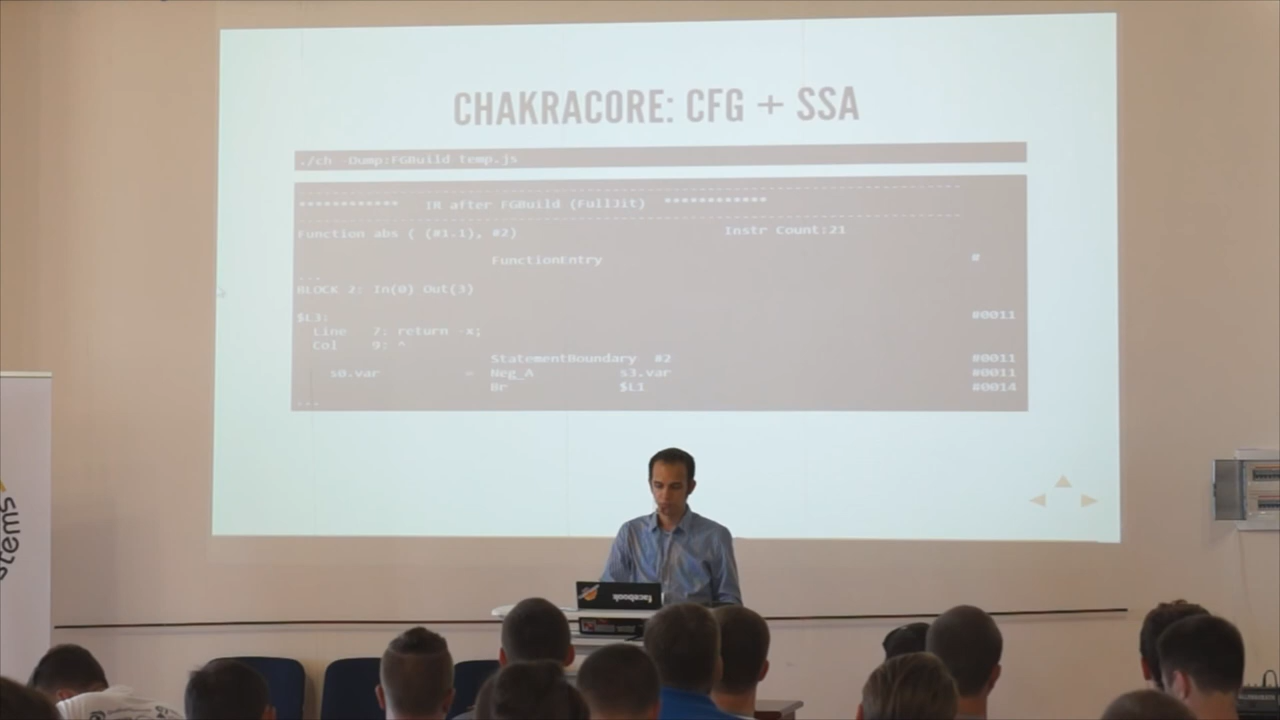 CHAKRACORE: CFG + SSA
./ch -Dump:FGBuild temp.js
************ IR after FGBuild (FullJit) ************
Function abs ( (#1.1), #2) Instr Count:21
FunctionEntry #
...
BLOCK 2: In(0) Out(3)
$L3: #0011
Line 7: return -x;
Col 9: ^
StatementBoundary #2 #0011
s0.var = Neg_A s3.var #0011
Br $L1 #0014
...
facebook
stems